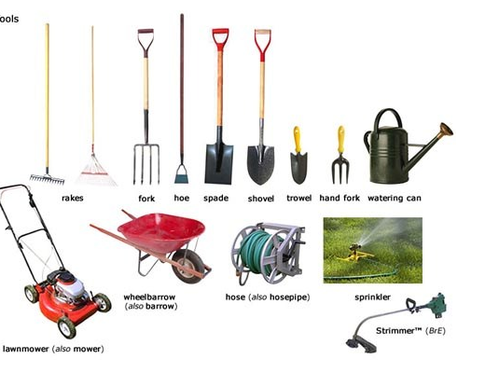 ools
rakes fork hoe spade shovel trowel hand fork watering can
wheelbarrow
(also barrow)
hose (also hosepipe)
sprinkler
Strimmer™ (BrE)
lawnmower (also mower)